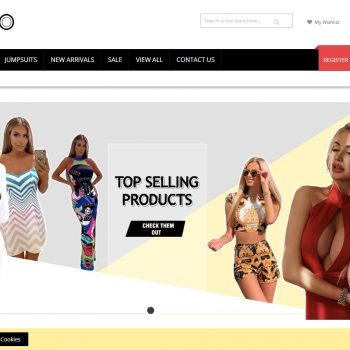 O
Search entire store here...
My Wishlist
JUMPSUITS NEW ARRIVALS SALE VIEW ALL CONTACT US
REGISTER
TOP SELLING
PRODUCTS
CHECK THEM
OUT
Cookies